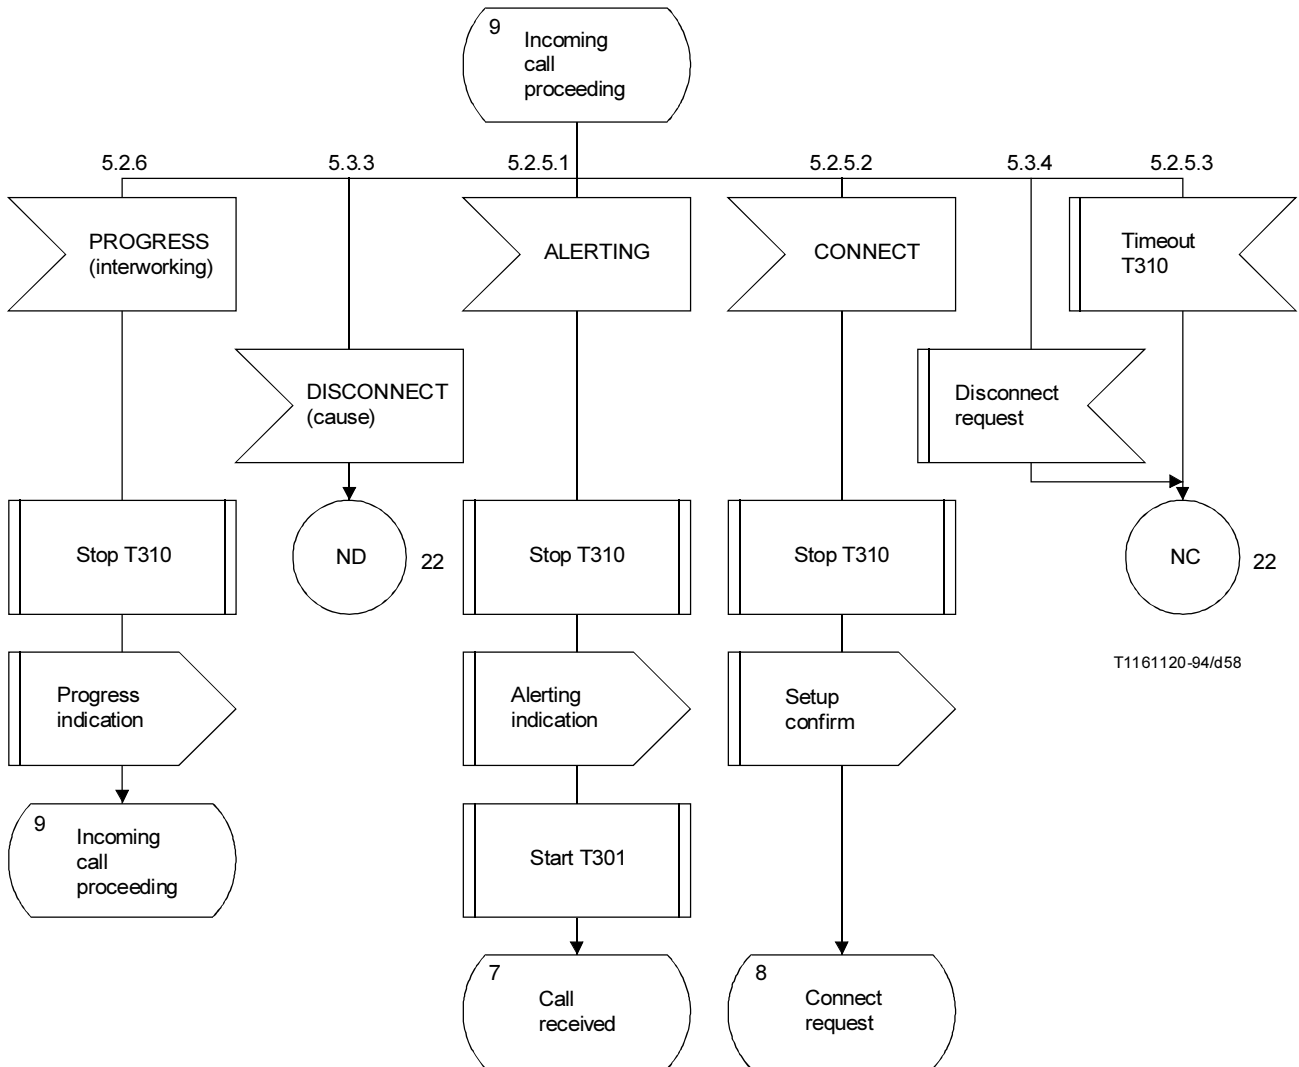 9
Incoming
call
proceeding
5.2.6
5.3.3
5.2.5.1
5.2.5.2
5.3.4
5.2.5.3
PROGRESS
(interworking)
ALERTING
CONNECT
Timeout
T310
DISCONNECT
(cause)
Disconnect
request
Stop T310
ND
22
Stop T310
Stop T310
NC
22
T1161120-94/d58
Progress
indication
Alerting
indication
Setup
confirm
9
Incoming
call
proceeding
Start T301
7
Call
received
8
Connect
request